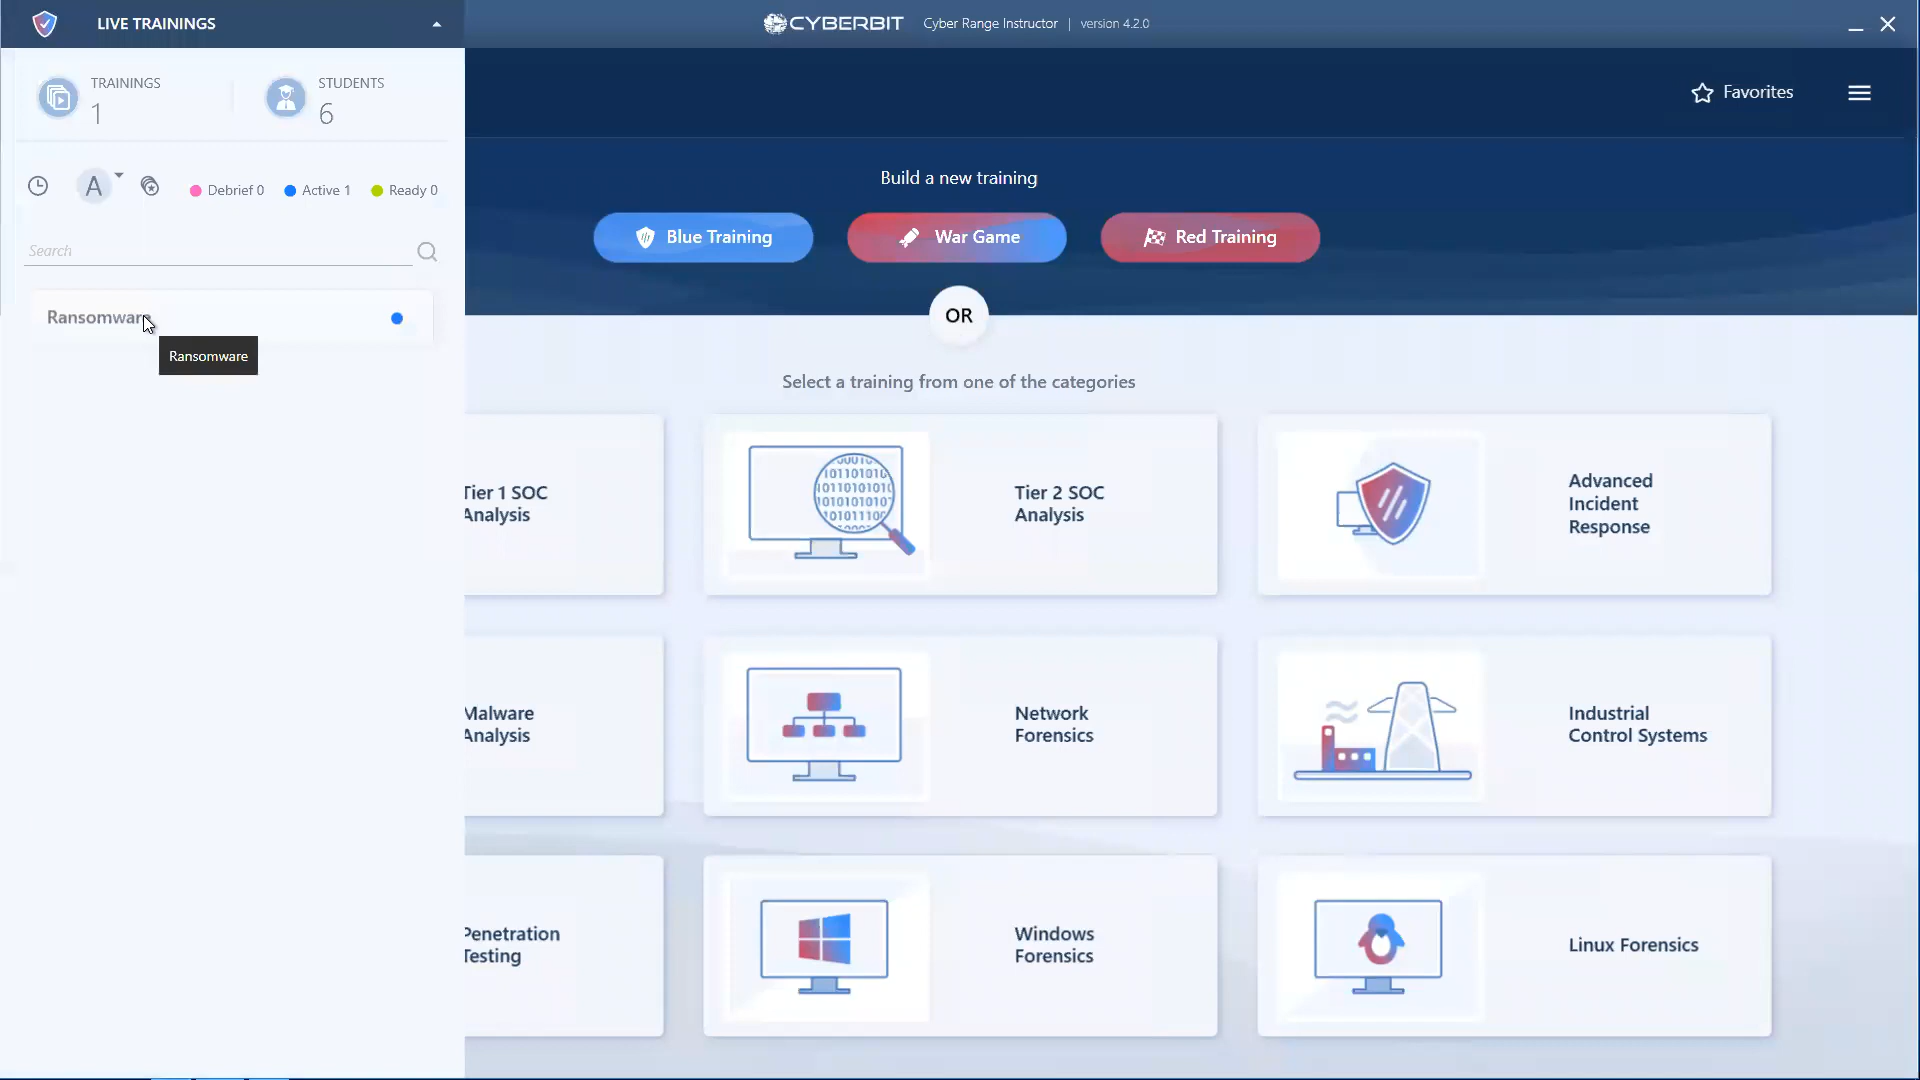 LIVE TRAININGS
CYBERBIT Cyber Range Instructor | version 4.2.0
TRAININGS
1
STUDENTS
6
Favorites
A
Debrief 0
Active 1
Ready 0
Search
Build a new training
Blue Training
War Game
Red Training
OR
Ransomware
Ransomware
Select a training from one of the categories
Tier 1 SOC
Analysis
Tier 2 SOC
Analysis
Advanced
Incident
Response
Malware
Analysis
Network
Forensics
Industrial
Control Systems
Penetration
Testing
Windows
Forensics
Linux Forensics